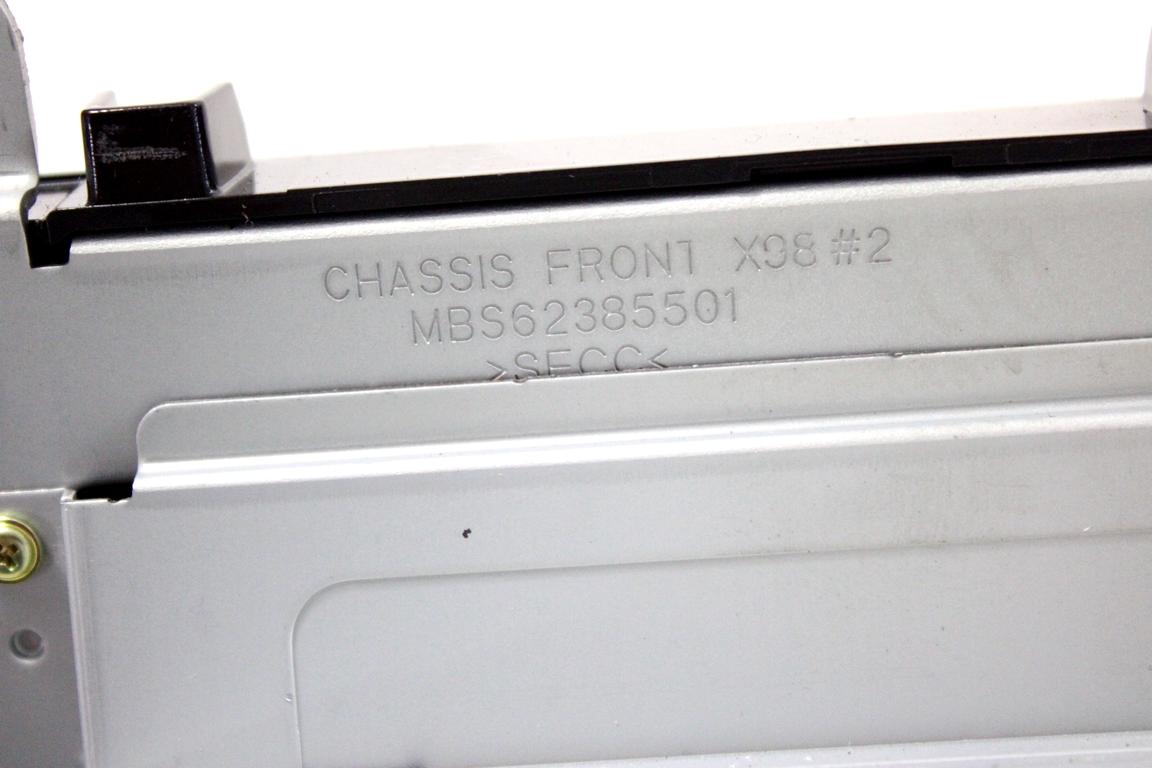 CHASSIS FRONT X98 #2
MBS62385501
>SECC<